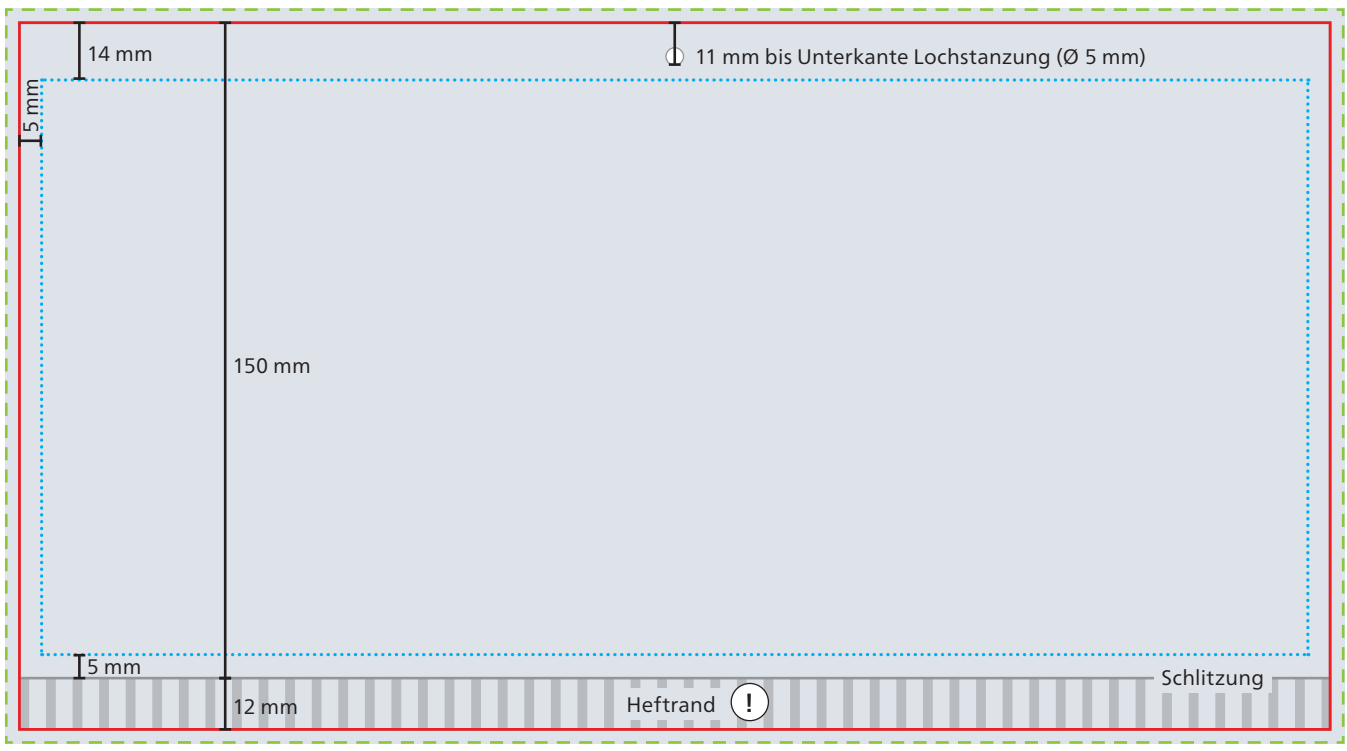 14 mm
11 mm bis Unterkante Lochstanzung (Ø 5 mm)
5 mm
150 mm
5 mm
Schlitzung
12 mm
Heftrand !